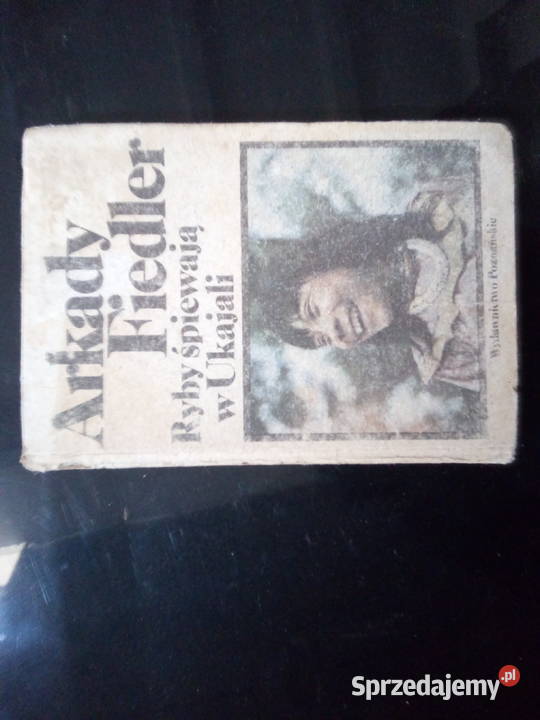 Arkady
Fiedler
Ryby śpiewają
w Ukajali
Wydawnictwo Poznańskie
Sprzedajemy.pl